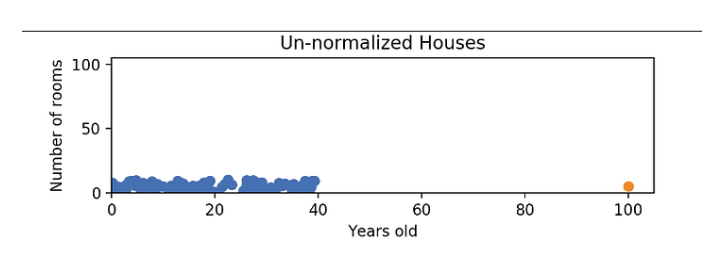 Un-normalized Houses
Number of rooms
100
50
0
0 20 40 60 80 100
Years old